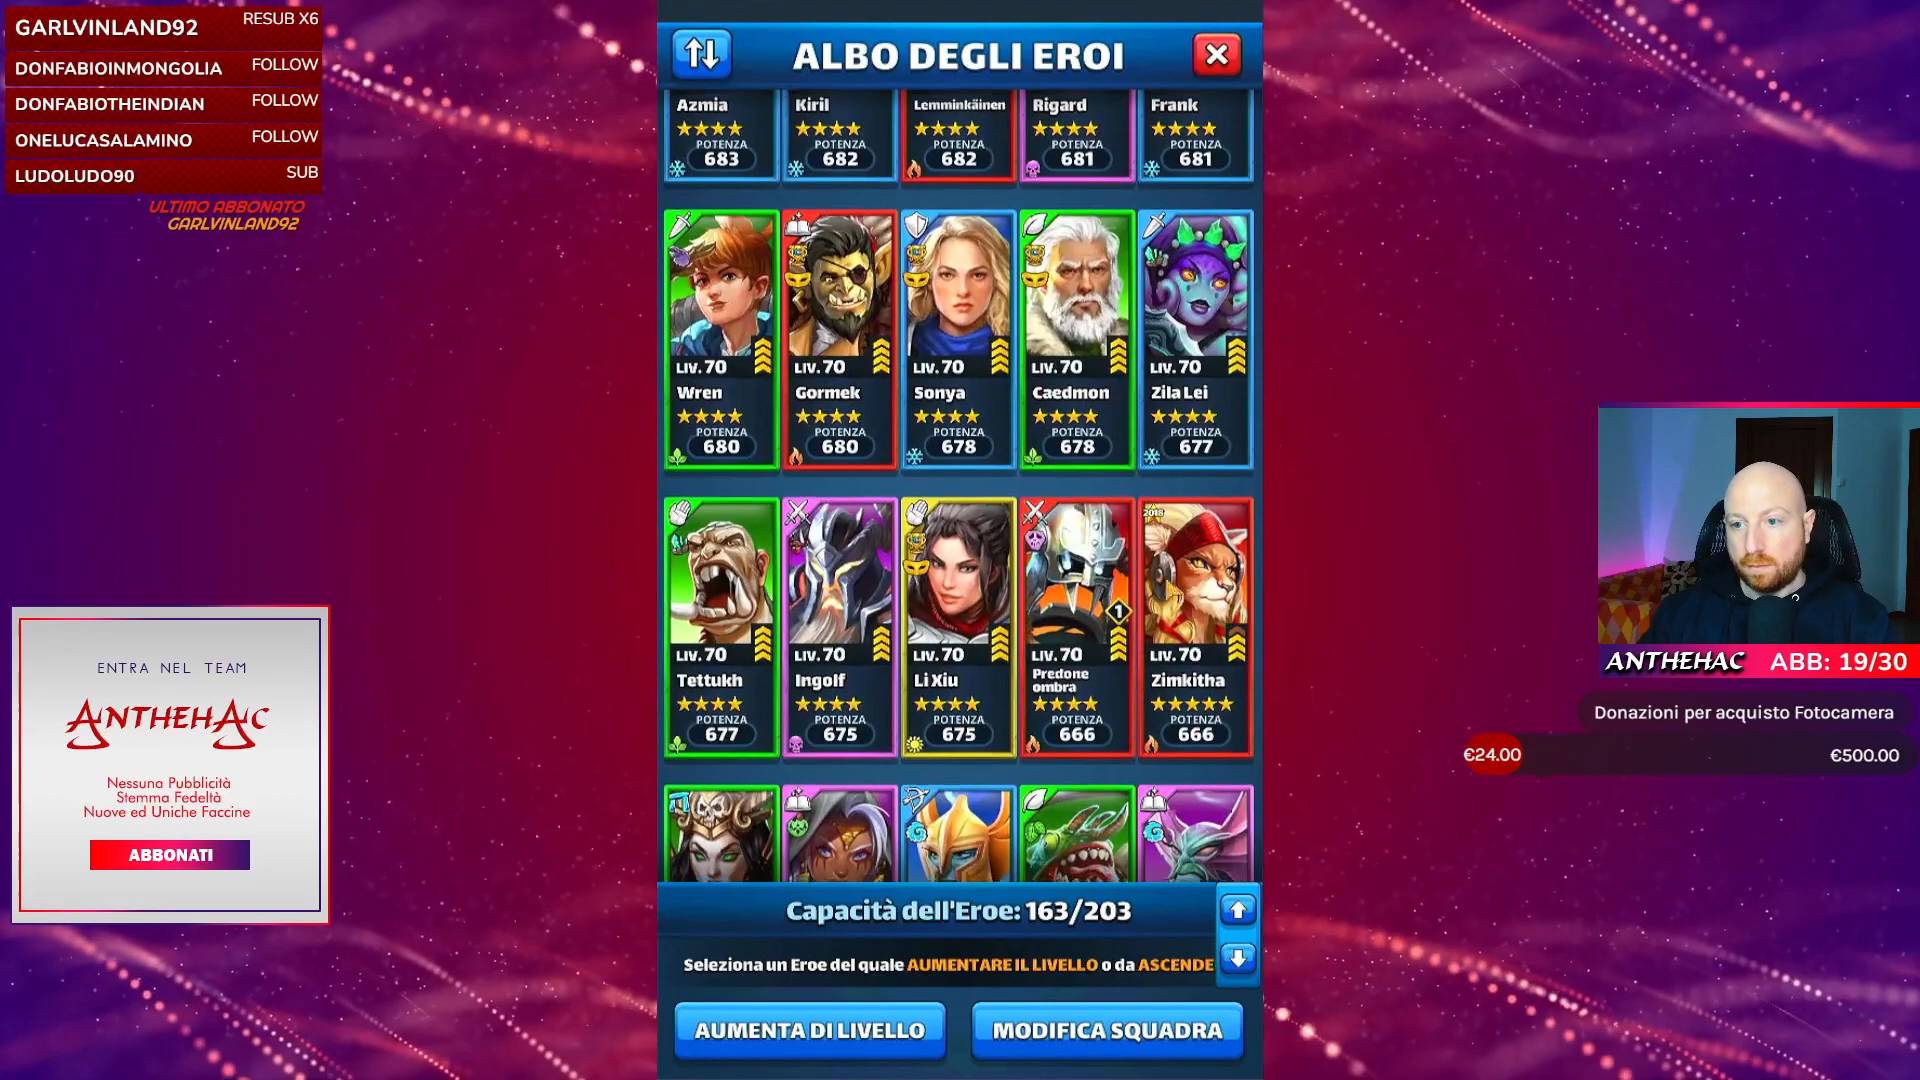 GARLVINLAND92 RESUB X6
DONFABIOINMONGOLIA FOLLOW
DONFABIOTHEINDIAN FOLLOW
ONELUCASALAMINO FOLLOW
LUDOLUDO90 SUB
ULTIMO ABBONATO
GARLVINLAND92
ALBO DEGLI EROI
Azmia Kiril Lemminkäinen Rigard Frank
POTENZA POTENZA POTENZA POTENZA POTENZA
683 682 682 681 681
LIV. 70 LIV. 70 LIV. 70 LIV. 70 LIV. 70
Wren Gormek Sonya Caedmon Zila Lei
POTENZA POTENZA POTENZA POTENZA POTENZA
680 680 678 678 677
2018
1
LIV. 70 LIV. 70 LIV. 70 LIV. 70 LIV. 70
Tettukh Ingolf Li Xiu Predone ombra Zimkitha
POTENZA POTENZA POTENZA POTENZA POTENZA
677 675 675 666 666
Capacità dell'Eroe: 163/203
Seleziona un Eroe del quale AUMENTARE IL LIVELLO o da ASCENDE
AUMENTA DI LIVELLO MODIFICA SQUADRA
ENTRA NEL TEAM
ANTHEHAC
Nessuna Pubblicità
Stemma Fedeltà
Nuove ed Uniche Faccine
ABBONATI
ANTHEHAC ABB: 19/30
Donazioni per acquisto Fotocamera
€24.00 €500.00